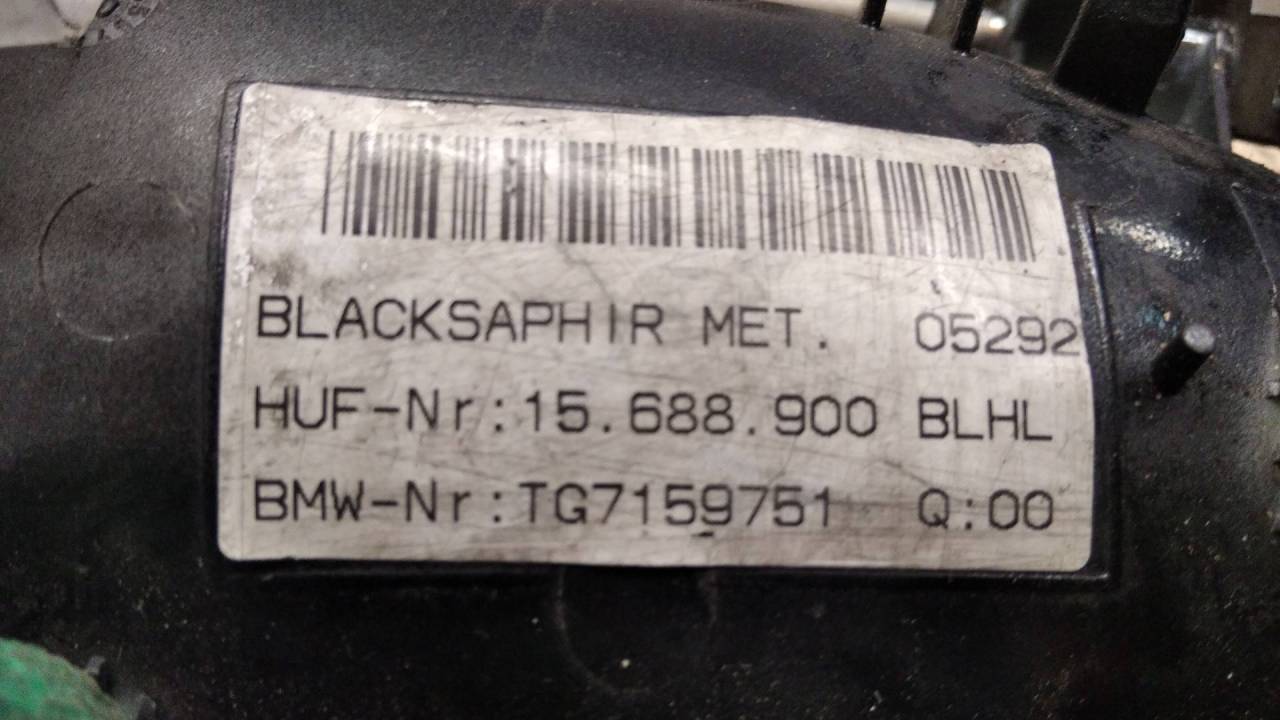 BLACKSAPHIR MET. 05292
HUF-Nr:15.688.900 BLHL
BMW-Nr:TG7159751 Q:00